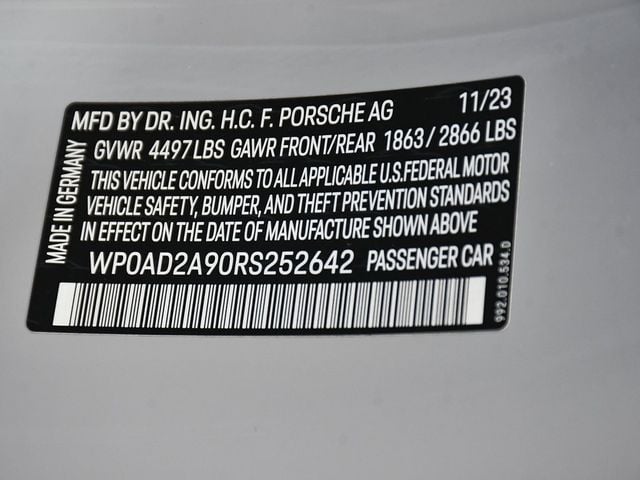 MFD BY DR. ING. H.C. F. PORSCHE AG 11/23
GVWR 4497 LBS GAWR FRONT/REAR 1863 / 2866 LBS
THIS VEHICLE CONFORMS TO ALL APPLICABLE U.S. FEDERAL MOTOR
VEHICLE SAFETY, BUMPER, AND THEFT PREVENTION STANDARDS
IN EFFECT ON THE DATE OF MANUFACTURE SHOWN ABOVE
WP0AD2A90RS252642 PASSENGER CAR
MADE IN GERMANY
992.010.534.0